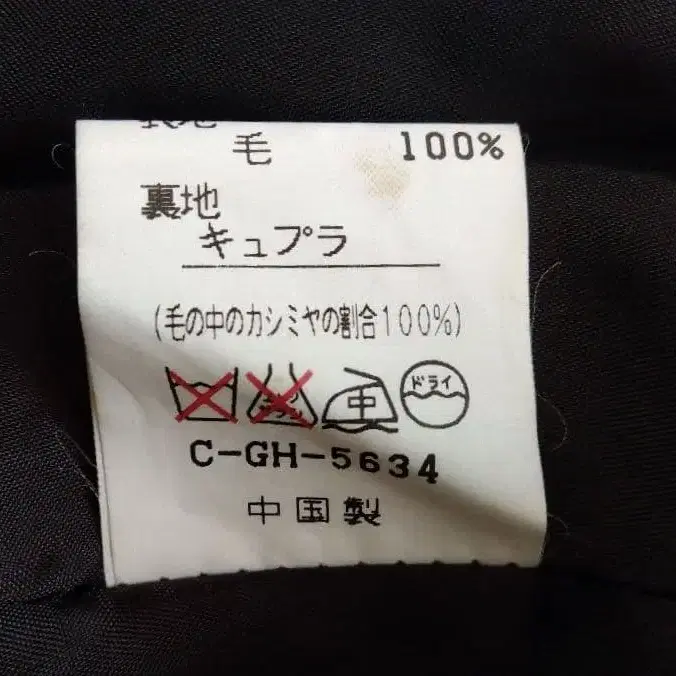 毛 100%
裏地
キュプラ
(毛の中のカシミヤの割合100%)
中 ドライ
C-GH-5634
中国製